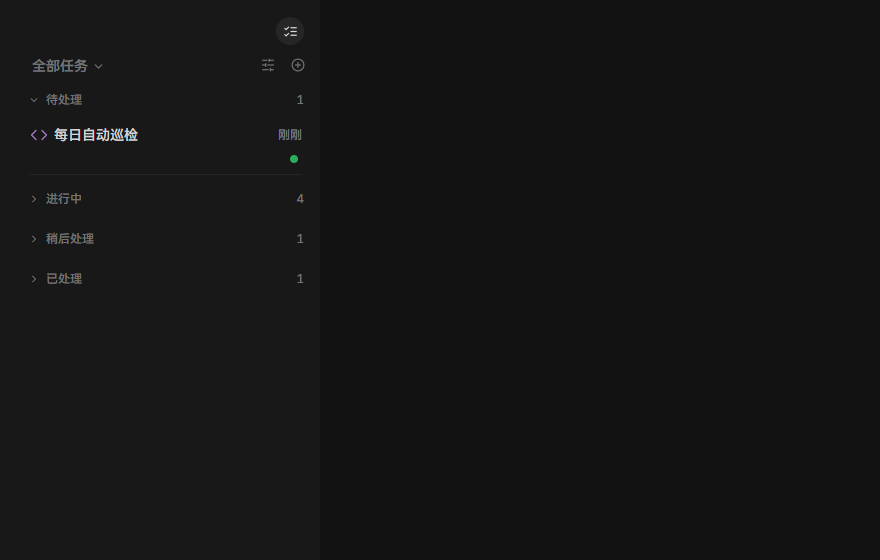 全部任务
待处理 1
每日自动巡检 刚刚
进行中 4
稍后处理 1
已处理 1